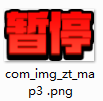 暂停
com_img_zt_ma
p3 .png